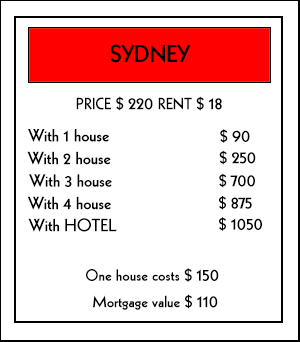 SYDNEY
PRICE $ 220 RENT $ 18
With 1 house $ 90
With 2 house $ 250
With 3 house $ 700
With 4 house $ 875
With HOTEL $ 1050
One house costs $ 150
Mortgage value $ 110